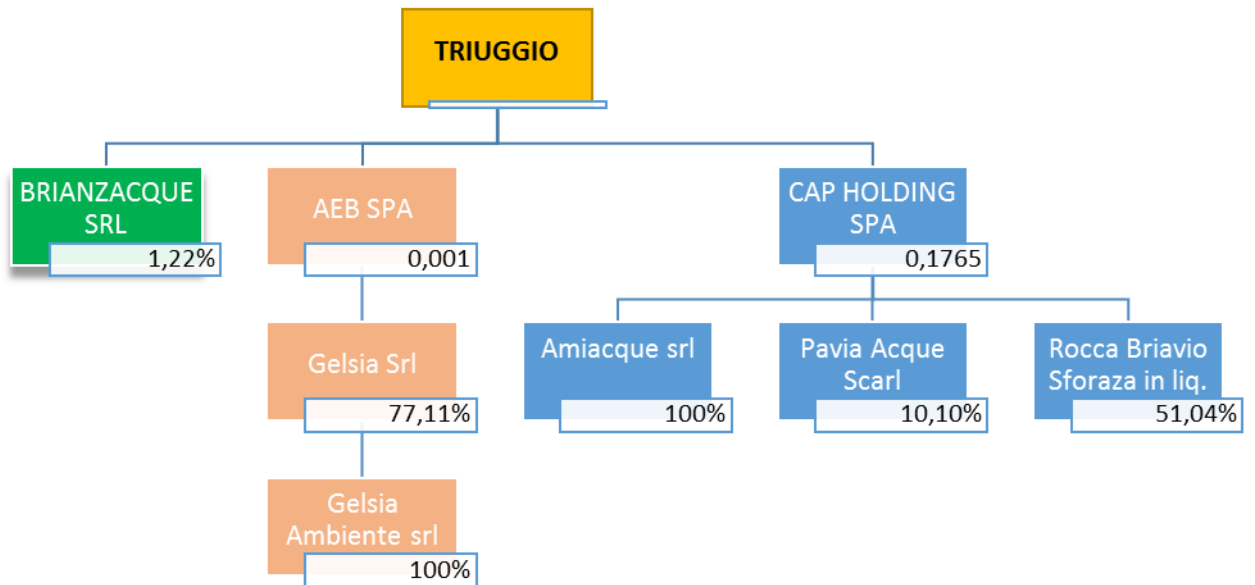 TRIUGGIO
BRIANZACQUE
SRL
1,22%
AEB SPA
0,001
CAP HOLDING
SPA
0,1765
Gelsia Srl
77,11%
Amiacque srl
100%
Pavia Acque
Scarl
10,10%
Rocca Briavio
Sforaza in liq.
51,04%
Gelsia
Ambiente srl
100%